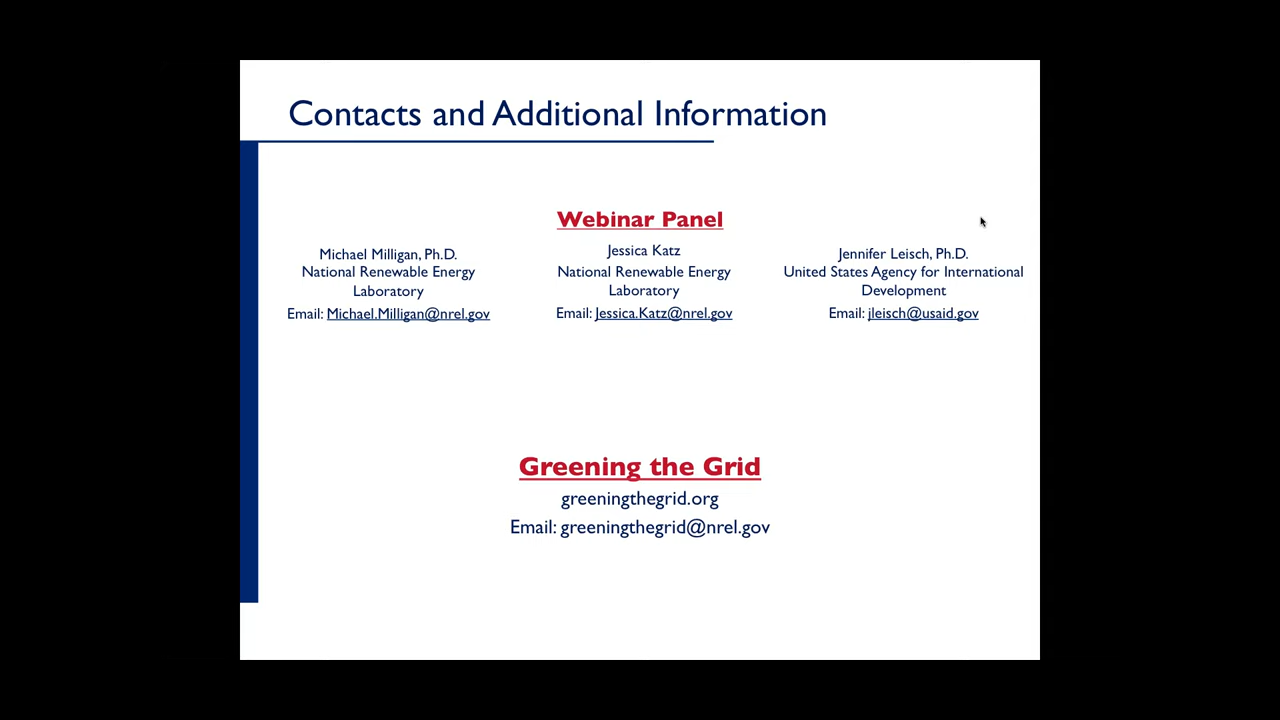 Contacts and Additional Information
Webinar Panel
Michael Milligan, Ph.D.
National Renewable Energy
Laboratory
Email: Michael.Milligan@nrel.gov
Jessica Katz
National Renewable Energy
Laboratory
Email: Jessica.Katz@nrel.gov
Jennifer Leisch, Ph.D.
United States Agency for International
Development
Email: jleisch@usaid.gov
Greening the Grid
greeningthegrid.org
Email: greeningthegrid@nrel.gov